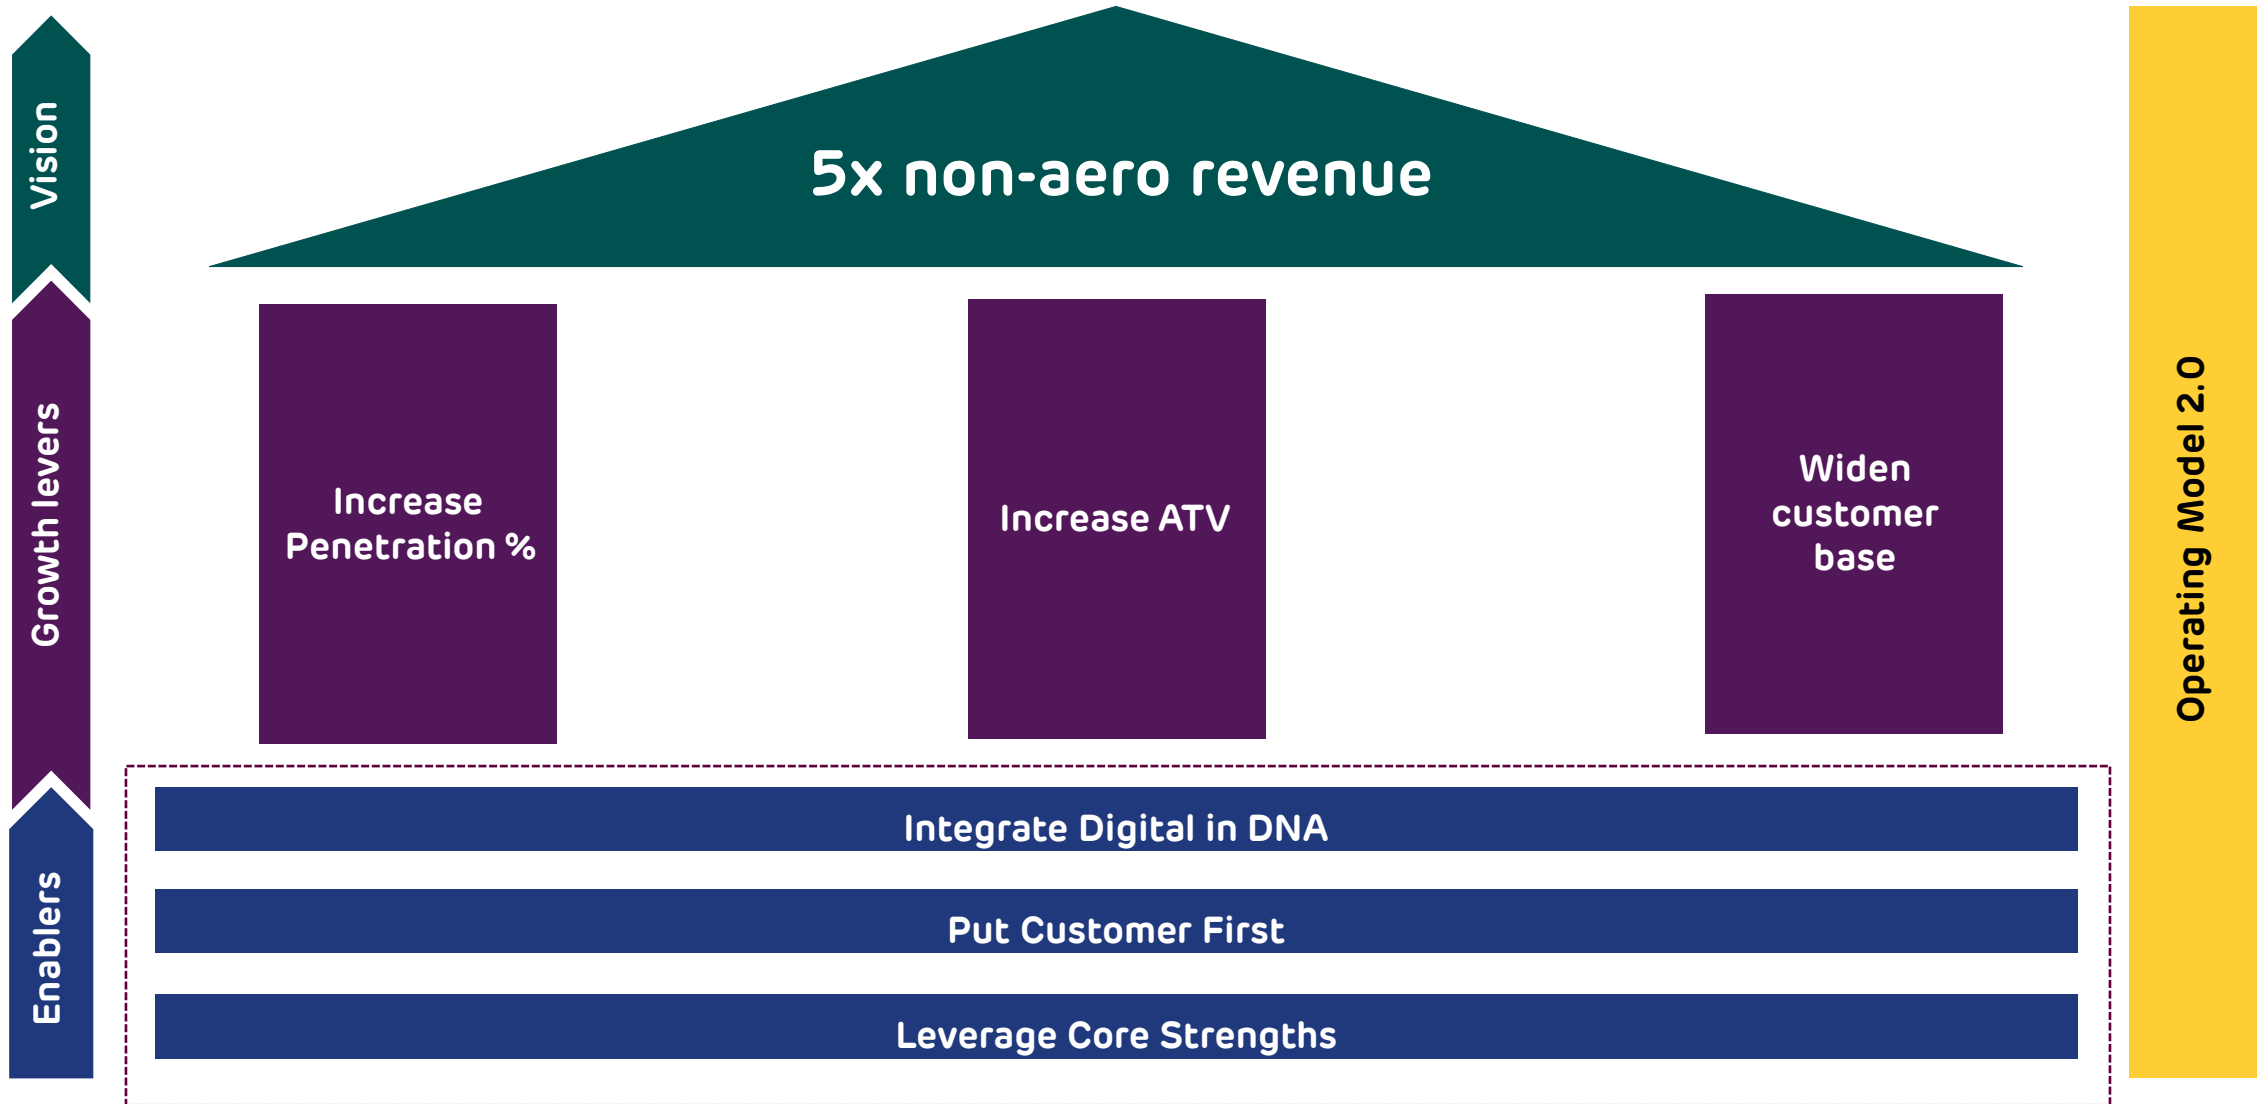 Vision
5x non-aero revenue
Growth levers
Increase
Penetration %
Increase ATV
Widen
customer
base
Enablers
Integrate Digital in DNA
Put Customer First
Leverage Core Strengths
Operating Model 2.0